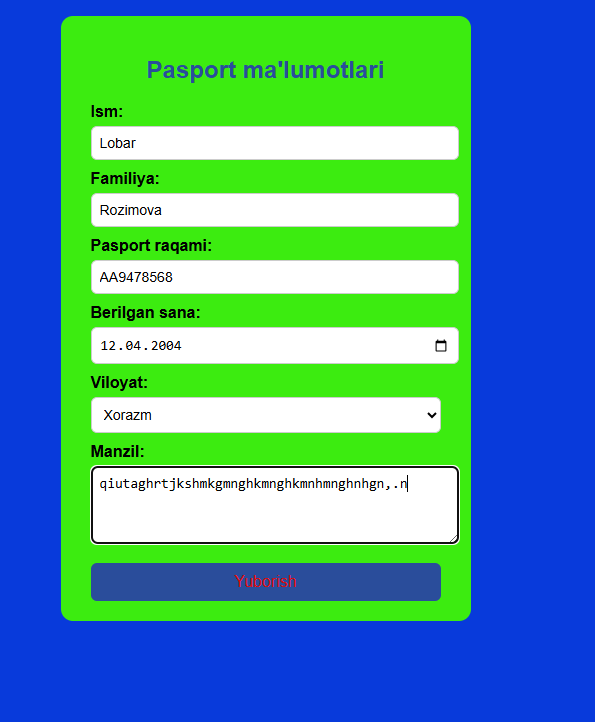 Pasport ma'lumotlari
Ism:
Lobar
Familiya:
Rozimova
Pasport raqami:
AA9478568
Berilgan sana:
12.04.2004
Viloyat:
Xorazm
Manzil:
qiutaghrtjkshmkgmnghkmnghkmnhmnghnhgn,.n
Yuborish